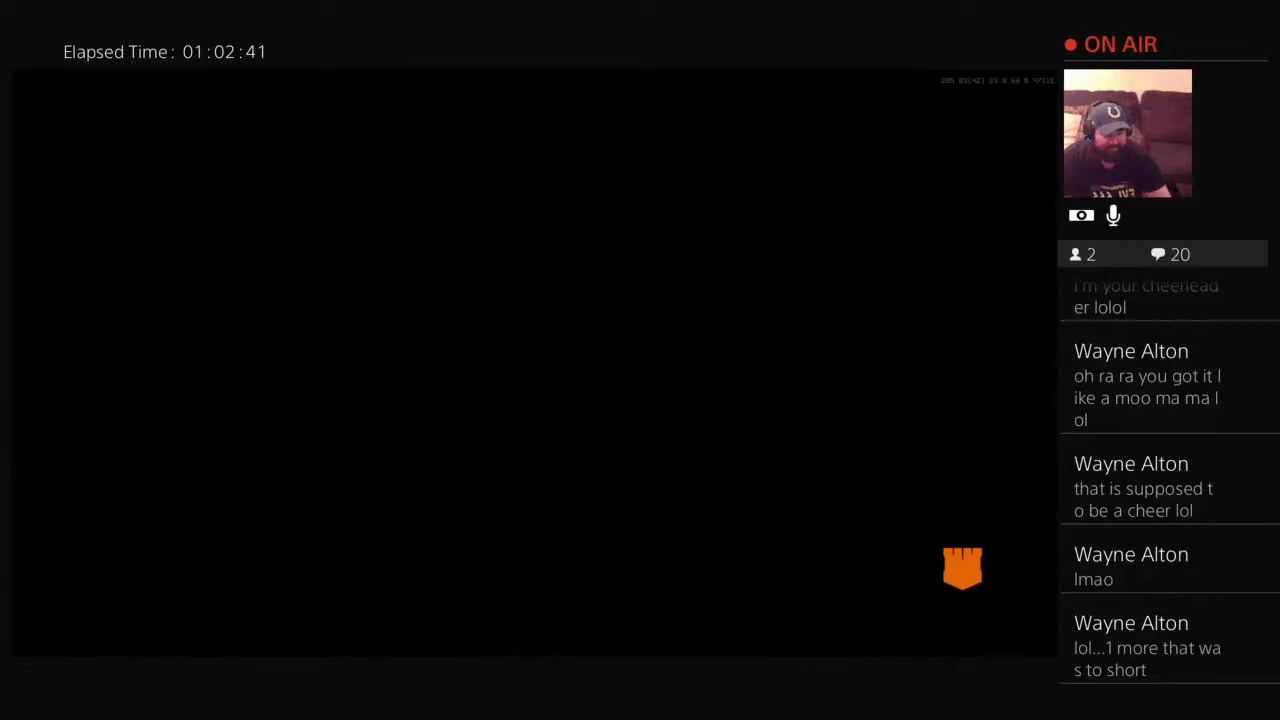 Elapsed Time: 01:02:41
ON AIR
2
20
i'm your cheerlead
er lolol
Wayne Alton
oh ra ra you got it l
ike a moo ma ma l
ol
Wayne Alton
that is supposed t
o be a cheer lol
Wayne Alton
lmao
Wayne Alton
lol...1 more that wa
s to short